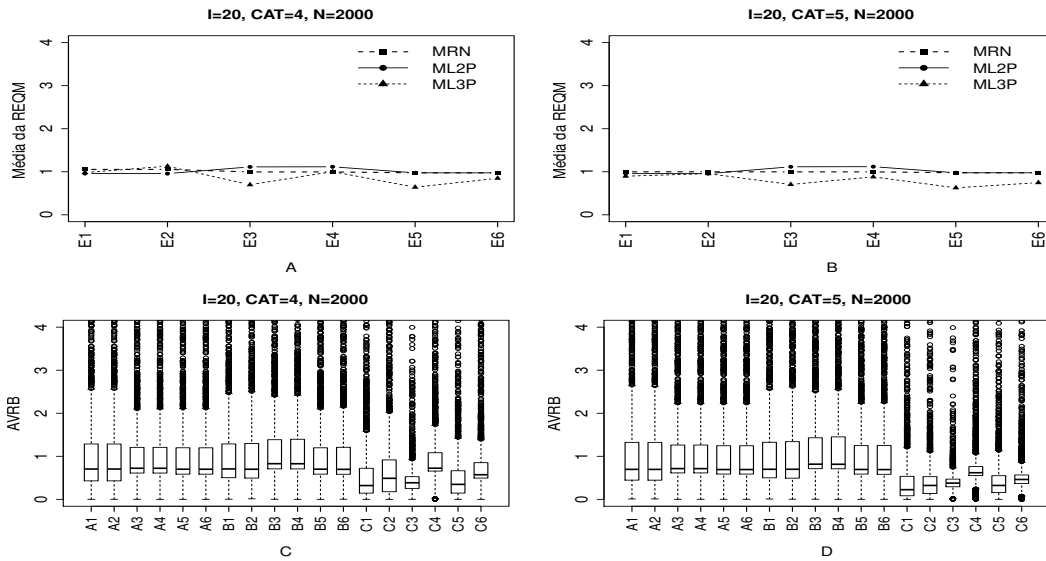 I=20, CAT=4, N=2000
Média da REQM
4
3
2
1
0
MRN
ML2P
ML3P
E1 E2 E3 E4 E5 E6
A
I=20, CAT=5, N=2000
Média da REQM
4
3
2
1
0
MRN
ML2P
ML3P
E1 E2 E3 E4 E5 E6
B
I=20, CAT=4, N=2000
AVRB
4
3
2
1
0
A1 A2 A3 A4 A5 A6 B1 B2 B3 B4 B5 B6 C1 C2 C3 C4 C5 C6
C
I=20, CAT=5, N=2000
AVRB
4
3
2
1
0
A1 A2 A3 A4 A5 A6 B1 B2 B3 B4 B5 B6 C1 C2 C3 C4 C5 C6
D